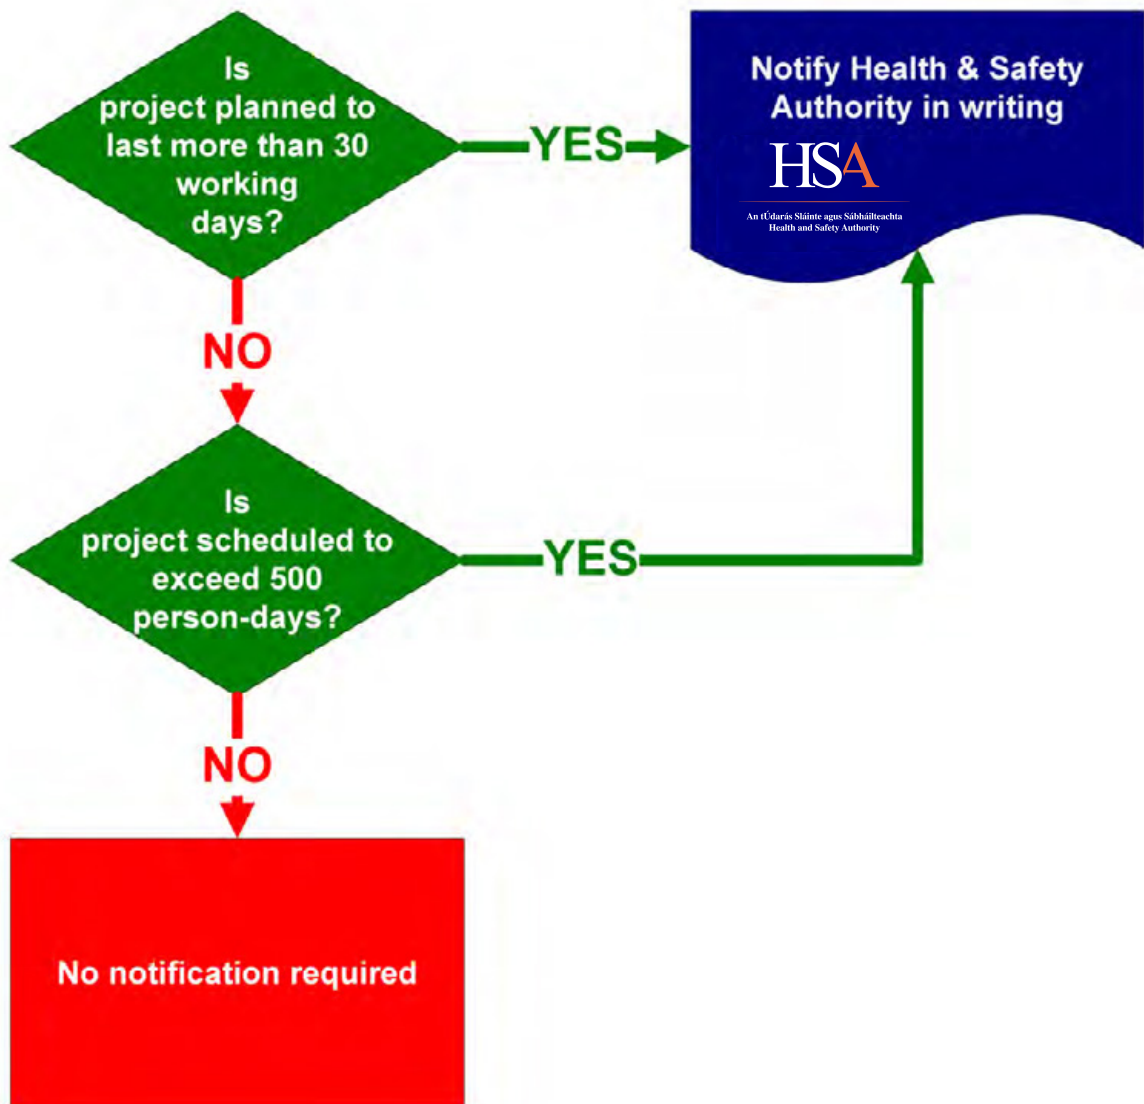 Is
project planned to
last more than 30
working
days?
YES
Notify Health & Safety
Authority in writing
HSA
An tÚdarás Sláinte agus Sábháilteachta
Health and Safety Authority
NO
Is
project scheduled to
exceed 500
person-days?
YES
NO
No notification required